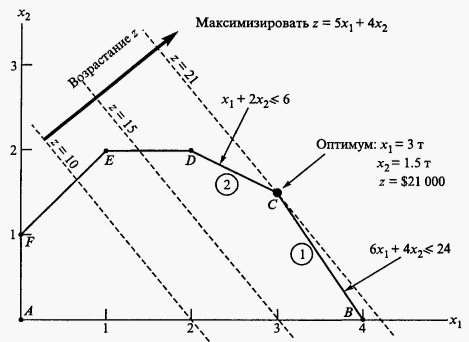 x₂
Максимизировать z = 5x₁ + 4x₂
Возрастание z
z = 21
3
z = 15
x₁ + 2x₂ ≤ 6
Оптимум: x₁ = 3 т
x₂ = 1.5 т
z = $21 000
2
z = 10
E
D
2
C
1
F
1
6x₁ + 4x₂ ≤ 24
A
B
1
2
3
4
x₁